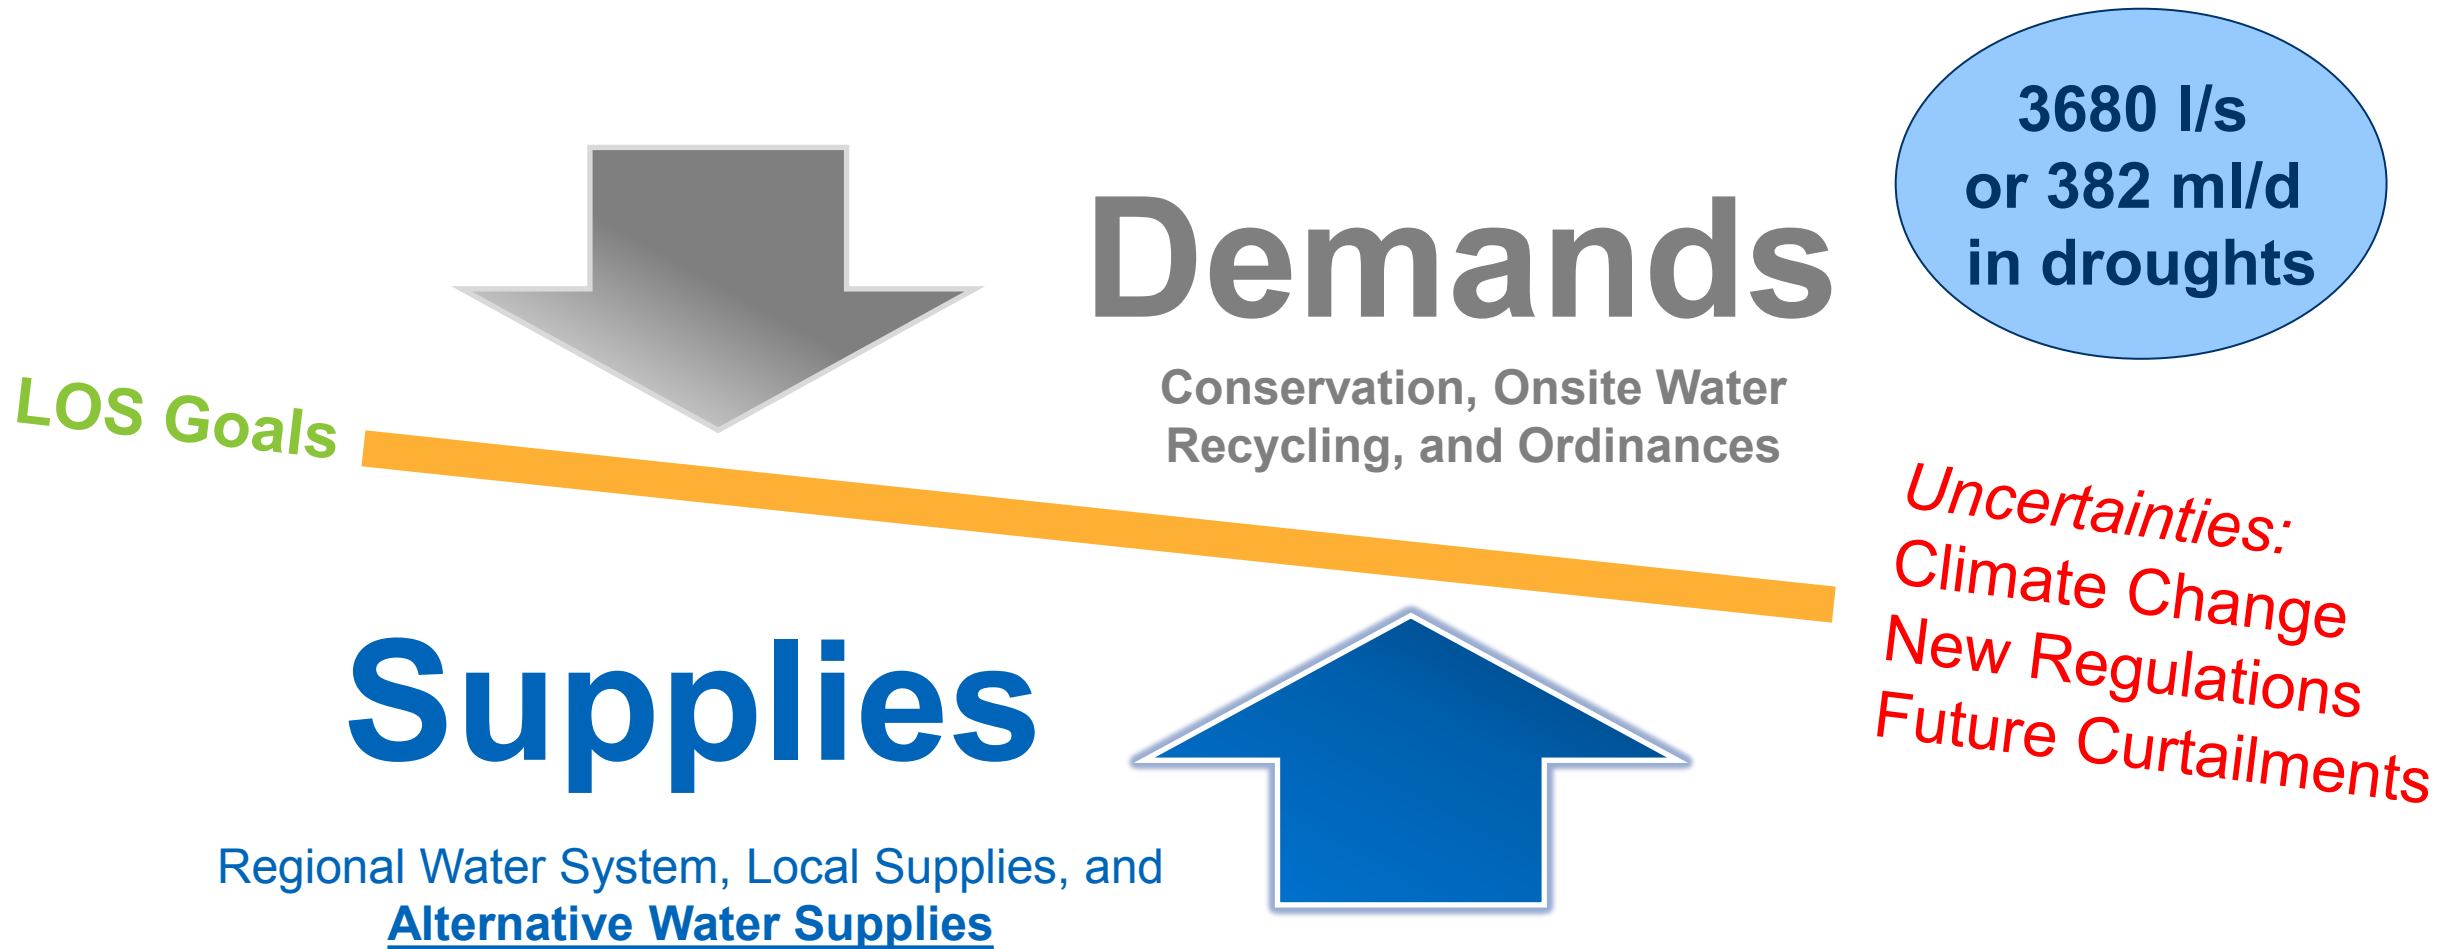 3680 l/s
or 382 ml/d
in droughts
Demands
Conservation, Onsite Water
Recycling, and Ordinances
LOS Goals
Uncertainties:
Climate Change
New Regulations
Future Curtailments
Supplies
Regional Water System, Local Supplies, and
Alternative Water Supplies